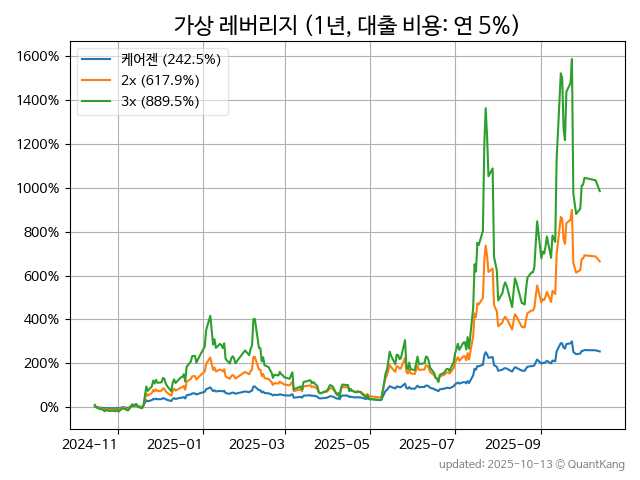 가상 레버리지 (1년, 대출 비용: 연 5%)
케어젠 (242.5%)
2x (617.9%)
3x (889.5%)
1600%
1400%
1200%
1000%
800%
600%
400%
200%
0%
2024-11 2025-01 2025-03 2025-05 2025-07 2025-09
updated: 2025-10-13 © QuantKang